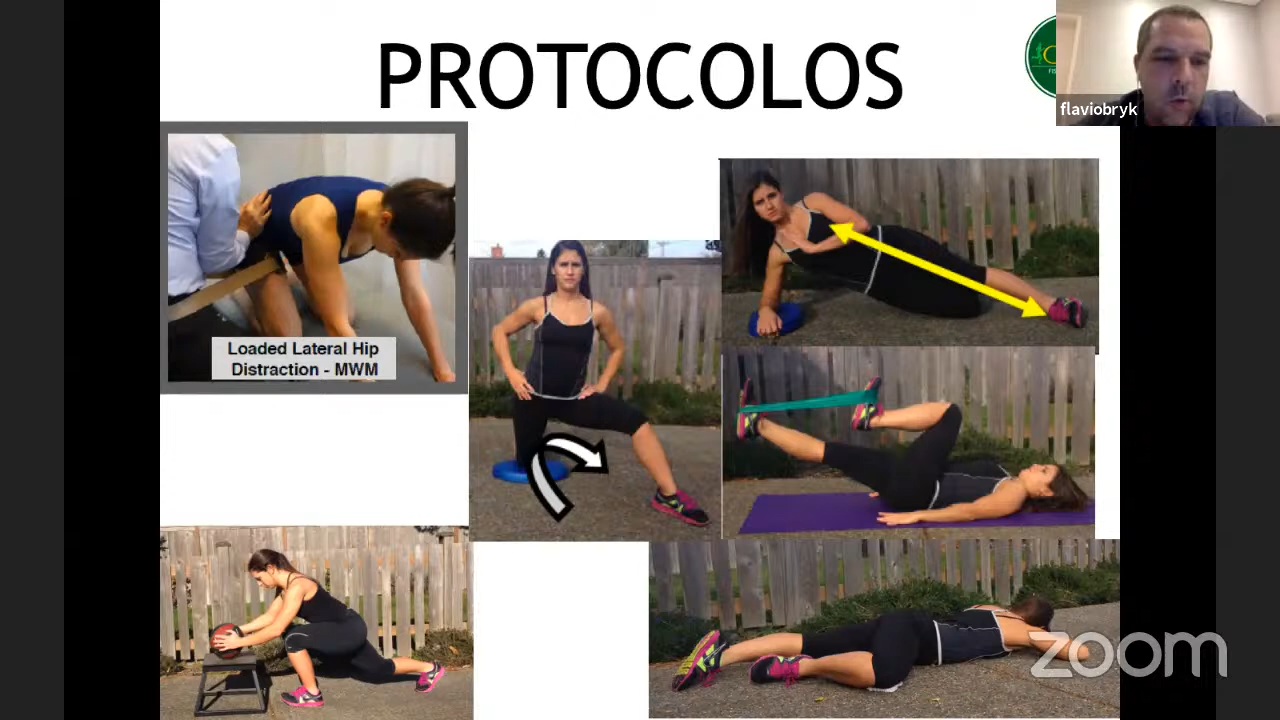 PROTOCOLOS
flaviobryk
Loaded Lateral Hip
Distraction - MWM
zoom